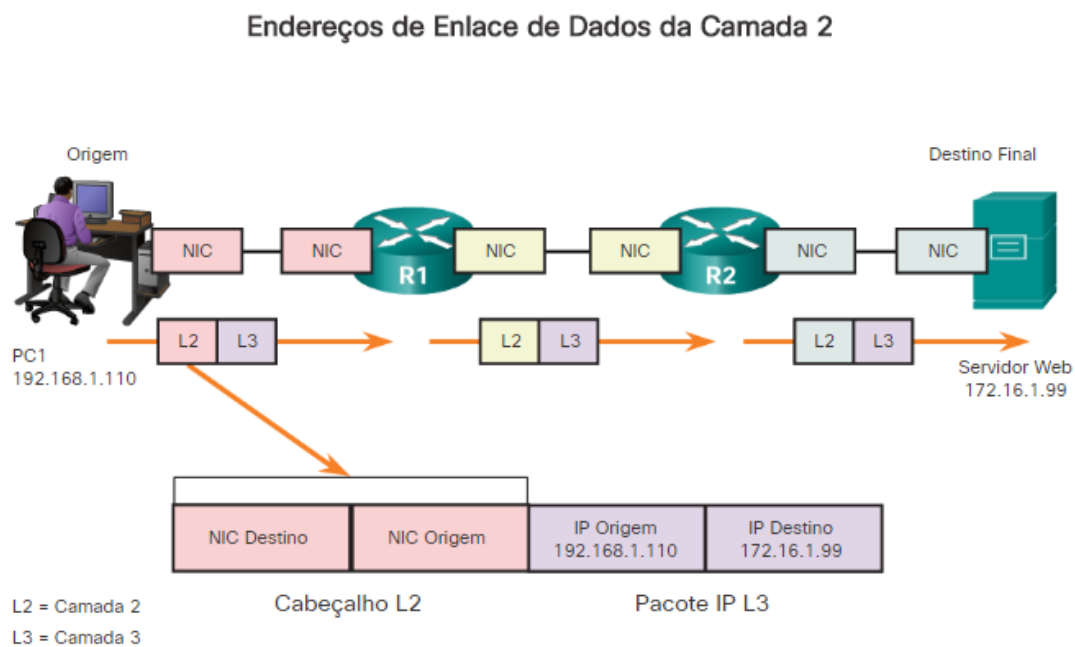 Endereços de Enlace de Dados da Camada 2
Origem
Destino Final
NIC
NIC
R1
NIC
NIC
R2
NIC
NIC
L2
L3
L2
L3
L2
L3
PC1
192.168.1.110
Servidor Web
172.16.1.99
NIC Destino
NIC Origem
IP Origem
192.168.1.110
IP Destino
172.16.1.99
Cabeçalho L2
Pacote IP L3
L2 = Camada 2
L3 = Camada 3